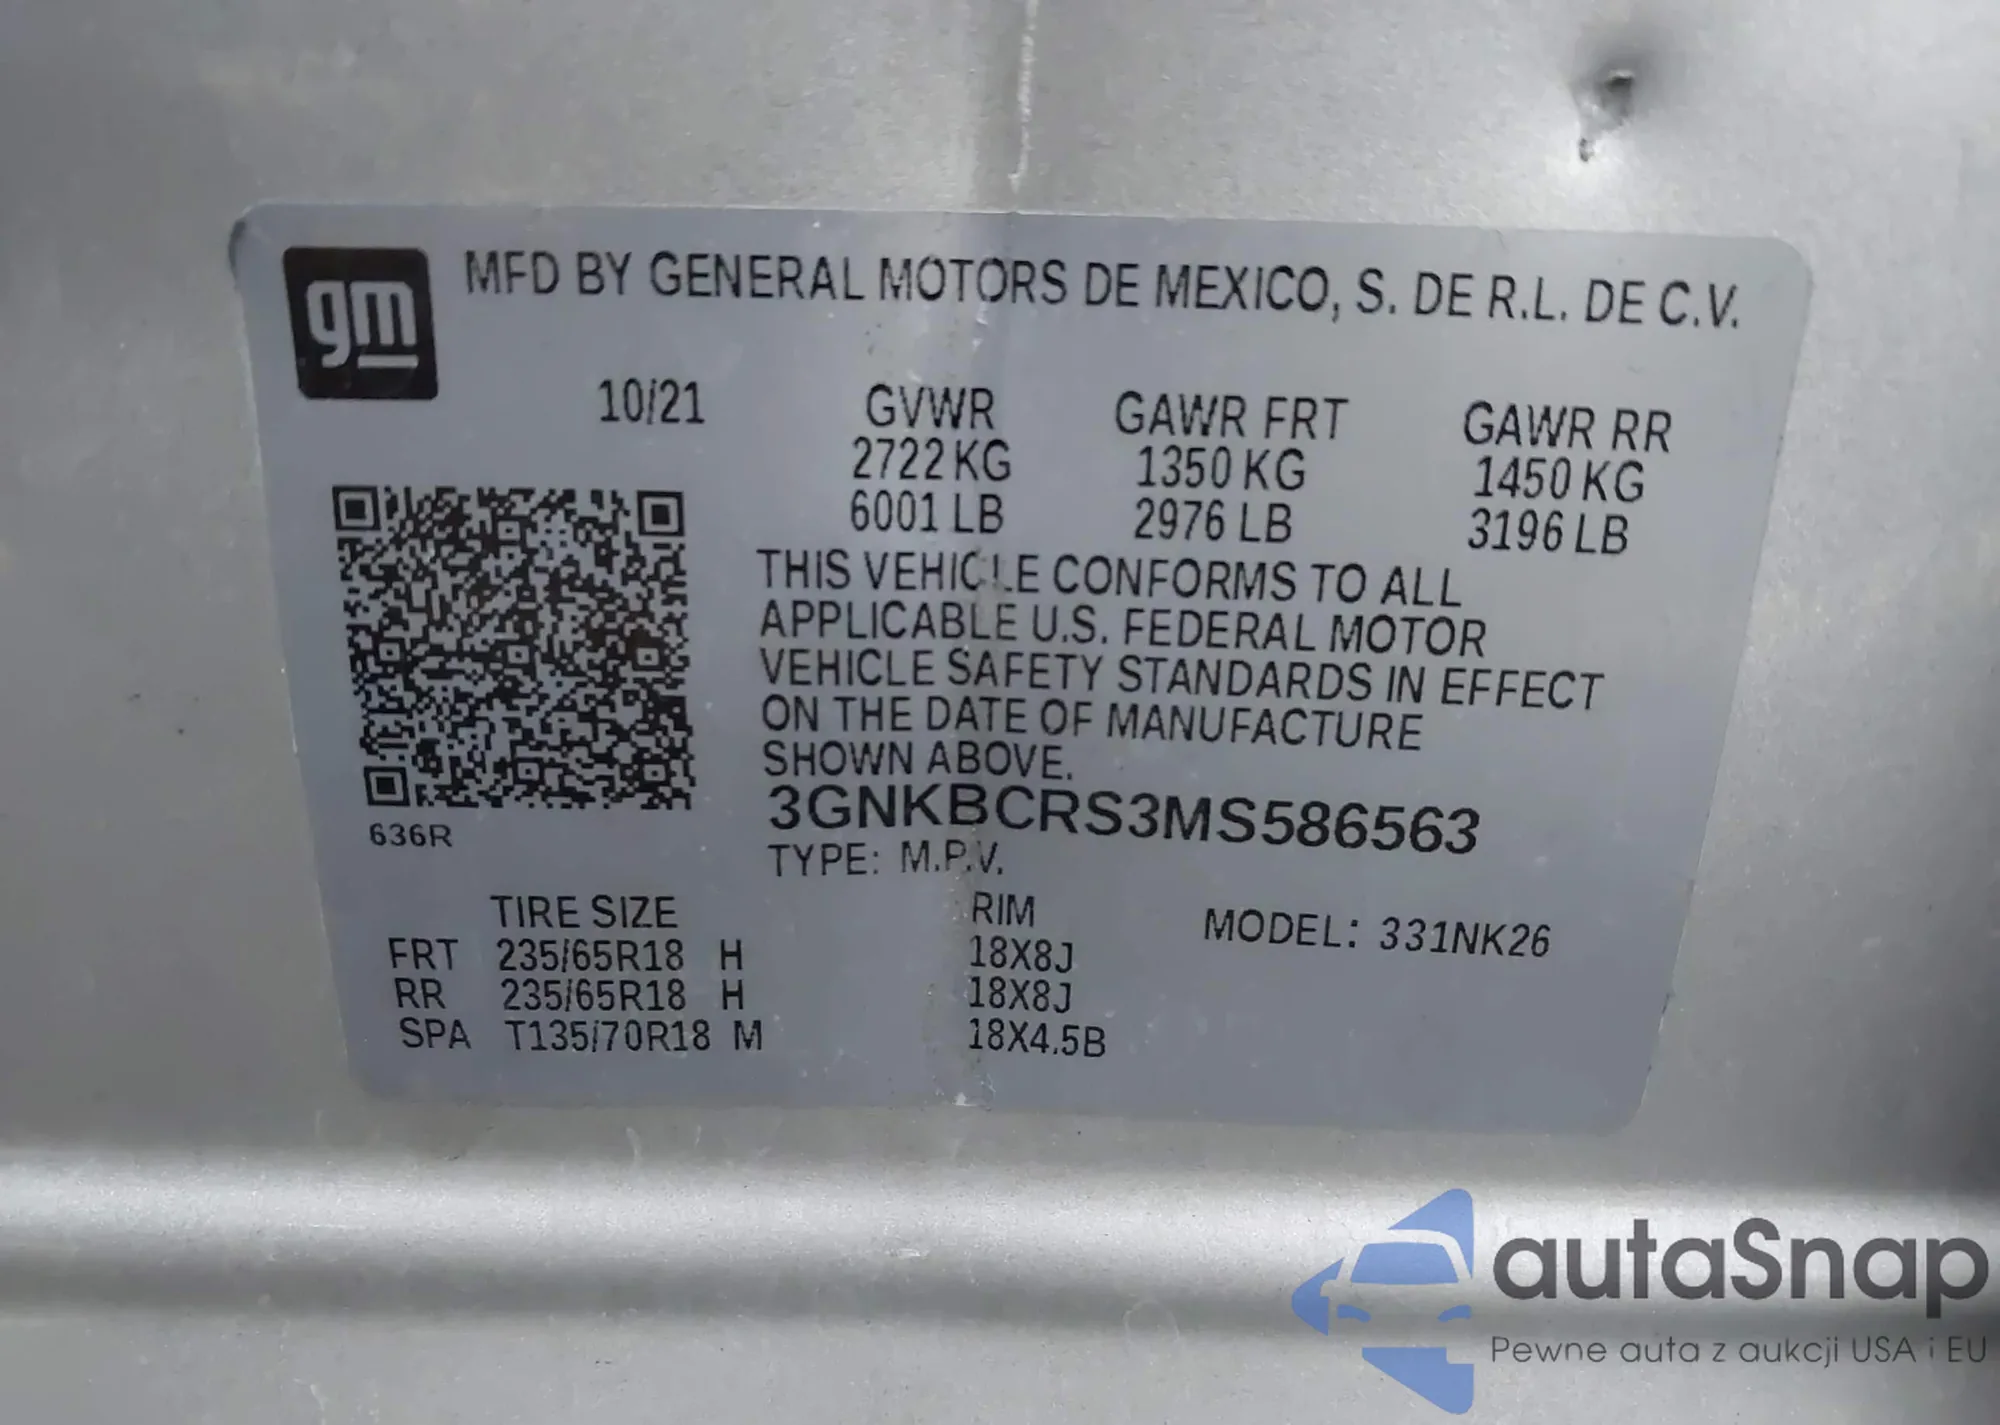 gm
MFD BY GENERAL MOTORS DE MEXICO, S. DE R.L. DE C.V.
10/21 GVWR GAWR FRT GAWR RR
2722 KG 1350 KG 1450 KG
6001 LB 2976 LB 3196 LB
THIS VEHICLE CONFORMS TO ALL
APPLICABLE U.S. FEDERAL MOTOR
VEHICLE SAFETY STANDARDS IN EFFECT
ON THE DATE OF MANUFACTURE
SHOWN ABOVE.
3GNKBCRS3MS586563
636R
TYPE: M.P.V.
TIRE SIZE RIM MODEL: 331NK26
FRT 235/65R18 H 18X8J
RR 235/65R18 H 18X8J
SPA T135/70R18 M 18X4.5B
autaSnap
Pewne auta z aukcji USA i EU